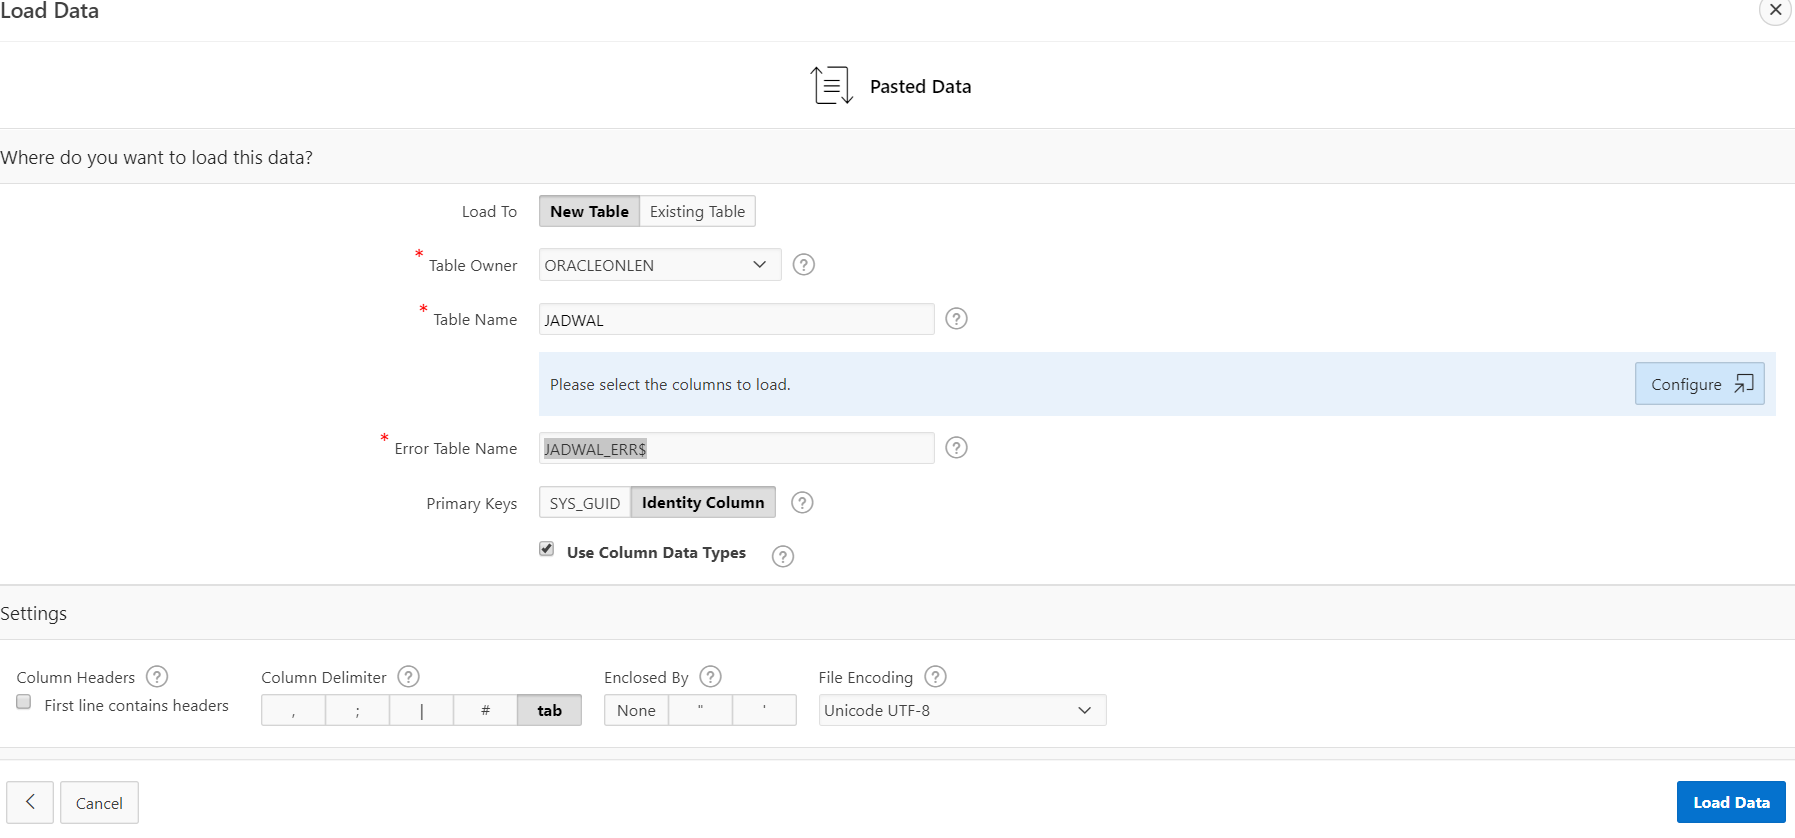 Load Data
Pasted Data
Where do you want to load this data?
Load To New Table Existing Table
* Table Owner ORACLEONLEN ?
* Table Name JADWAL ?
Please select the columns to load. Configure
* Error Table Name JADWAL_ERR$ ?
Primary Keys SYS_GUID Identity Column ?
Use Column Data Types ?
Settings
Column Headers ? Column Delimiter ? Enclosed By ? File Encoding ?
First line contains headers , ; | # tab None " ' Unicode UTF-8
Cancel Load Data